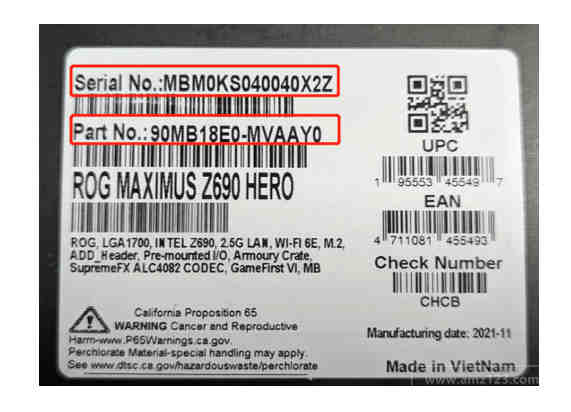 Serial No.:MBM0KS040040X2Z
Part No.: 90MB18E0-MVAAY0
ROG MAXIMUS Z690 HERO
ROG, LGA1700, INTEL Z690, 2.5G LAN, WI-FI 6E, M.2,
ADD_Header, Pre-mounted I/O, Armoury Crate,
SupremeFX ALC4082 CODEC, GameFirst VI, MB
California Proposition 65
WARNING Cancer and Reproductive
Harm-www.P65Warnings.ca.gov.
Perchlorate Material-special handling may apply.
See www.dtsc.ca.gov/hazardouswaste/perchlorate
UPC
1 95553 45549 7
EAN
4 711081 455493
Check Number
CHCB
Manufacturing date: 2021-11
Made in VietNam
www.amz123.com